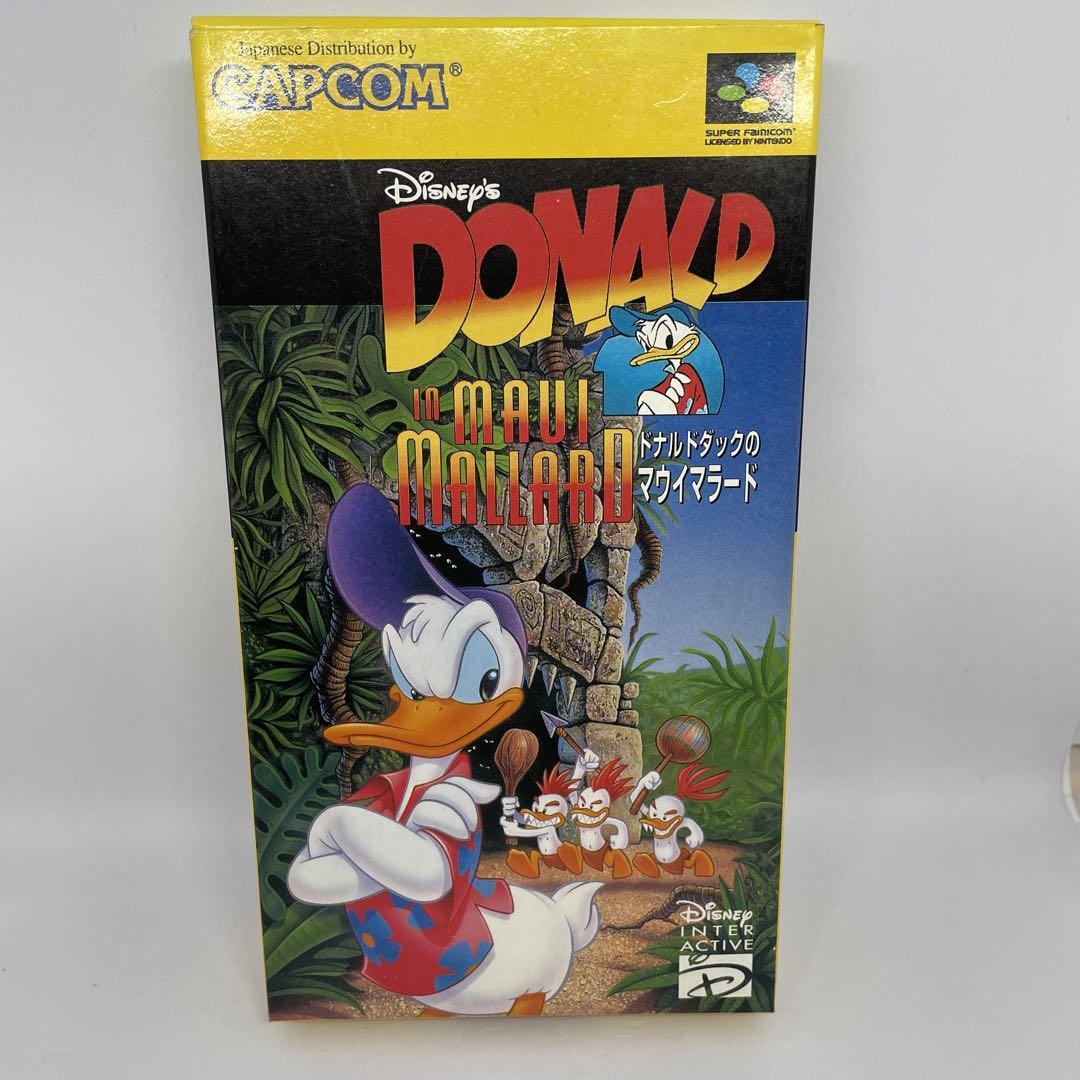 Japanese Distribution by
CAPCOM®
SUPER FAMICOM™
LICENSED BY NINTENDO
DISNEY'S
DONALD
IN MAUI
MALLARD
ドナルドダックの
マウイマラード
DISNEY
INTER
ACTIVE
D